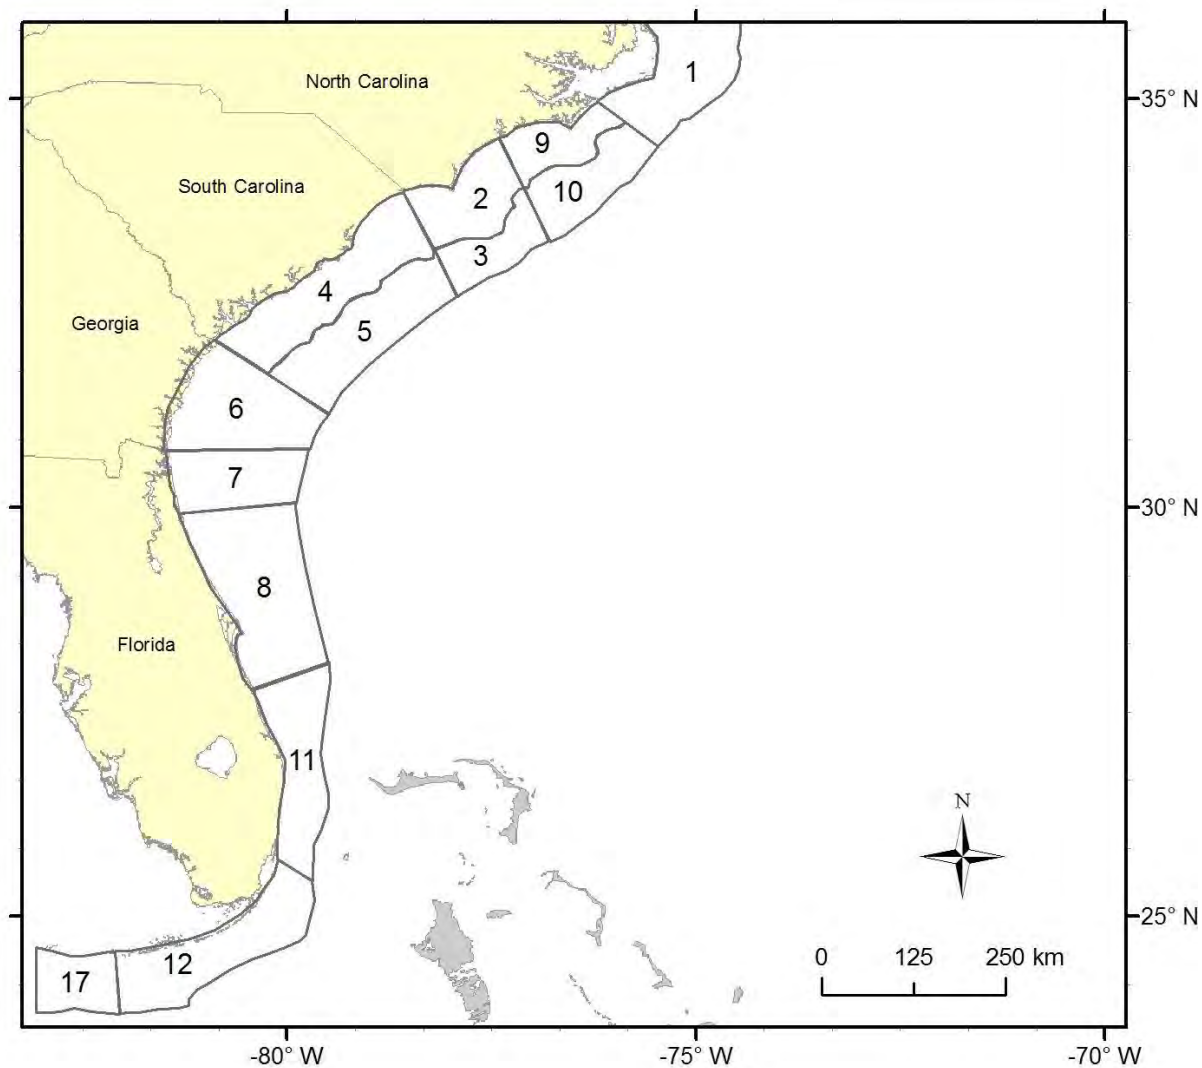 1
North Carolina
35° N
9
South Carolina
10
2
3
4
Georgia
5
6
7
30° N
8
Florida
11
N
25° N
12
0 125 250 km
17
-80° W
-75° W
-70° W